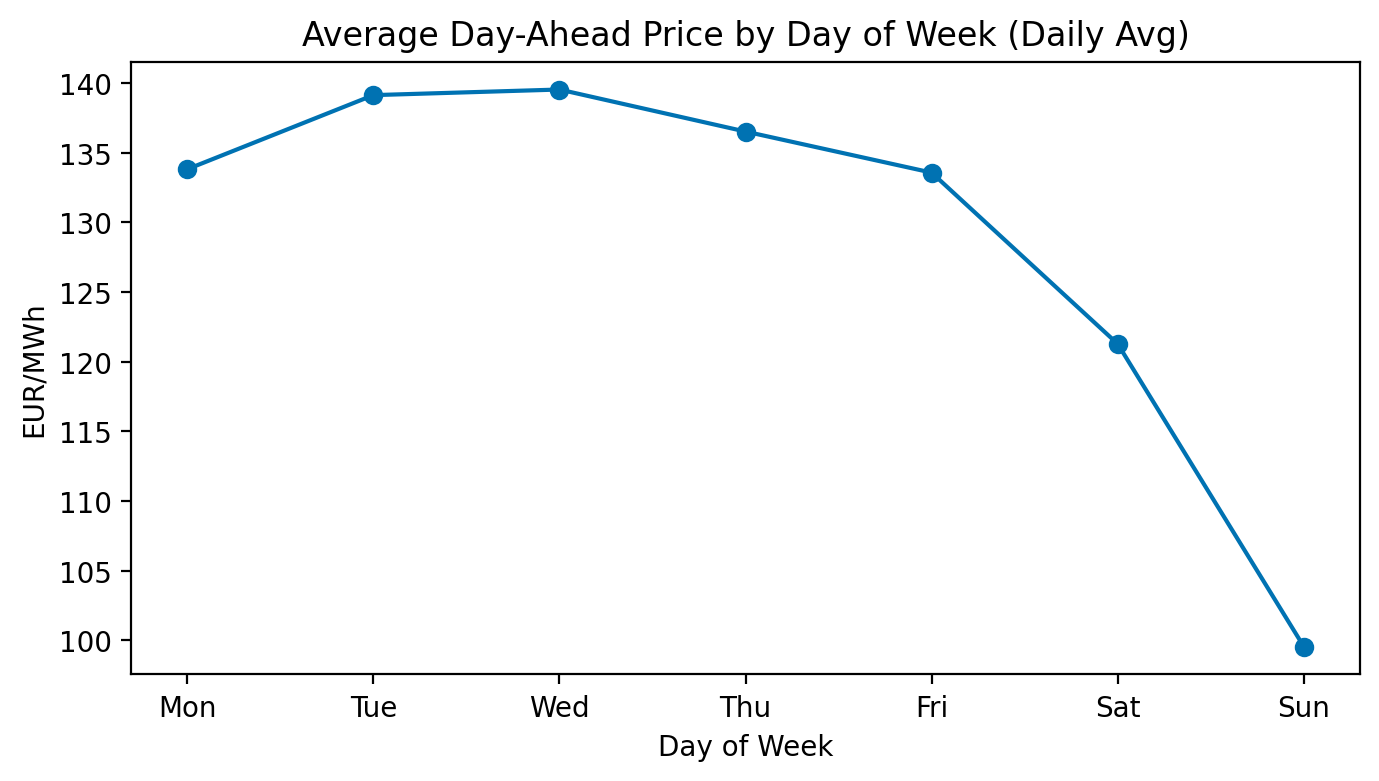 Average Day-Ahead Price by Day of Week (Daily Avg)
EUR/MWh
140
135
130
125
120
115
110
105
100
Mon Tue Wed Thu Fri Sat Sun
Day of Week